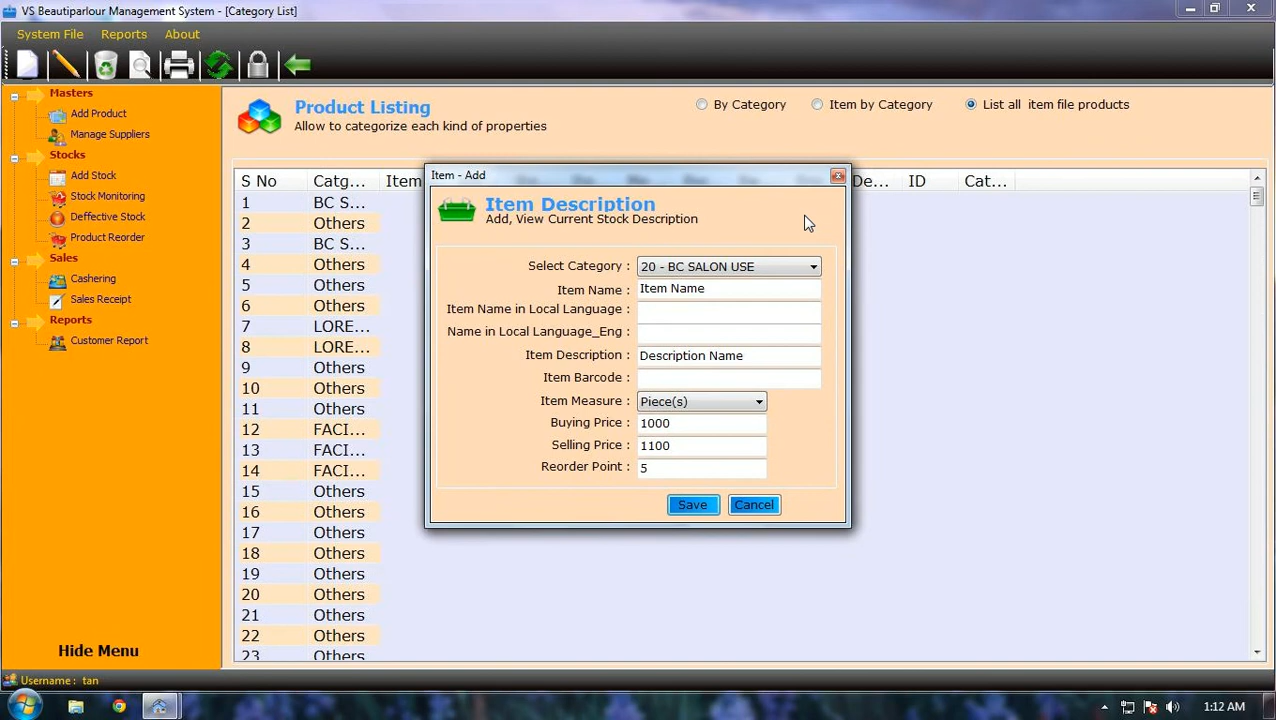 VS Beautiparlour Management System - [Category List]
System File Reports About
Masters
Add Product
Manage Suppliers
Stocks
Add Stock
Stock Monitoring
Deffective Stock
Product Reorder
Sales
Cashering
Sales Receipt
Reports
Customer Report
Hide Menu
Product Listing
Allow to categorize each kind of properties
By Category Item by Category List all item file products
S No Catg... Item De... ID Cat...
1 BC S...
2 Others
3 BC S...
4 Others
5 Others
6 Others
7 LORE...
8 LORE...
9 Others
10 Others
11 Others
12 FACI...
13 FACI...
14 FACI...
15 Others
16 Others
17 Others
18 Others
19 Others
20 Others
21 Others
22 Others
23 Others
Item - Add
Item Description
Add, View Current Stock Description
Select Category : 20 - BC SALON USE
Item Name : Item Name
Item Name in Local Language :
Name in Local Language_Eng :
Item Description : Description Name
Item Barcode :
Item Measure : Piece(s)
Buying Price : 1000
Selling Price : 1100
Reorder Point : 5
Save Cancel
Username : tan
1:12 AM